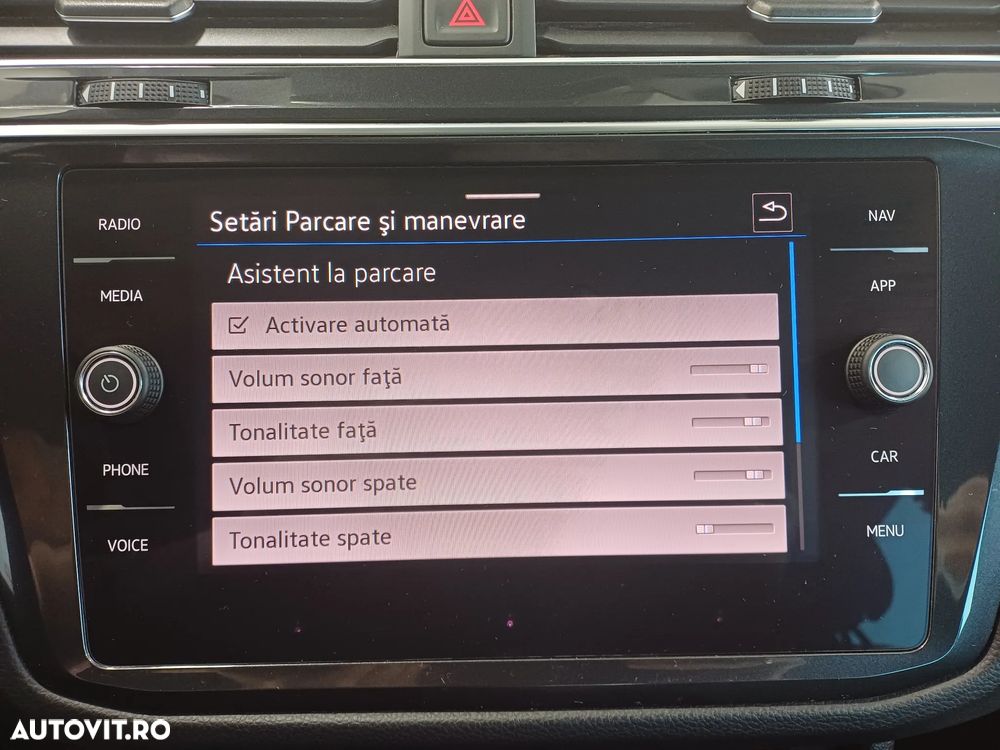 RADIO
MEDIA
PHONE
VOICE
Setări Parcare şi manevrare
Asistent la parcare
Activare automată
Volum sonor faţă
Tonalitate faţă
Volum sonor spate
Tonalitate spate
NAV
APP
CAR
MENU
AUTOVIT.RO